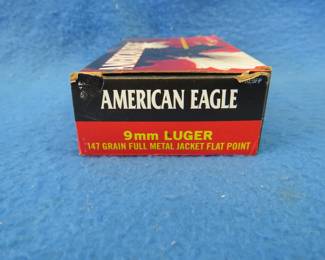 AMERICAN EAGLE
9mm LUGER
147 GRAIN FULL METAL JACKET FLAT POINT